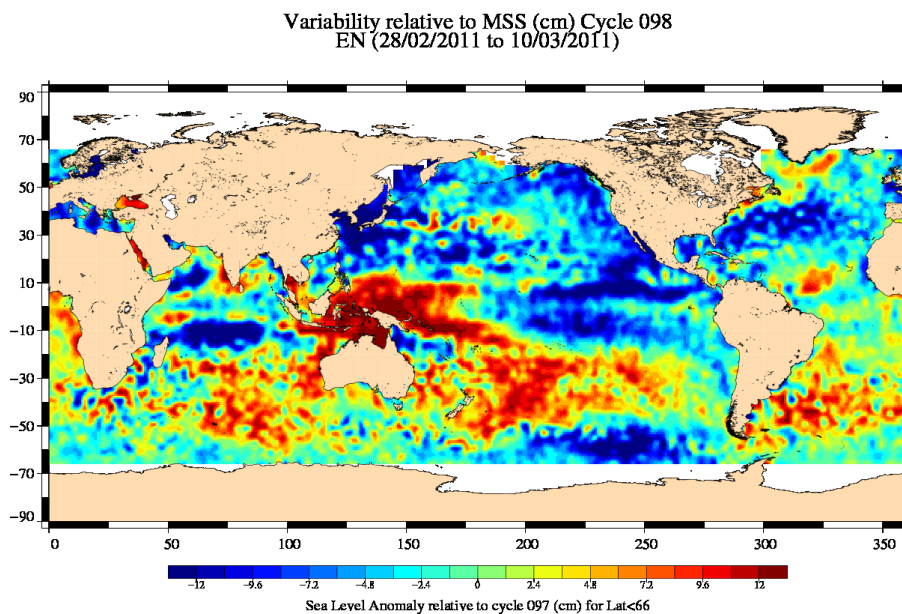 Variability relative to MSS (cm) Cycle 098
EN (28/02/2011 to 10/03/2011)
90
70
50
30
10
−10
−30
−50
−70
−90
0 50 100 150 200 250 300 350
−12 −9.6 −7.2 −4.8 −2.4 0 2.4 4.8 7.2 9.6 12
Sea Level Anomaly relative to cycle 097 (cm) for Lat<66